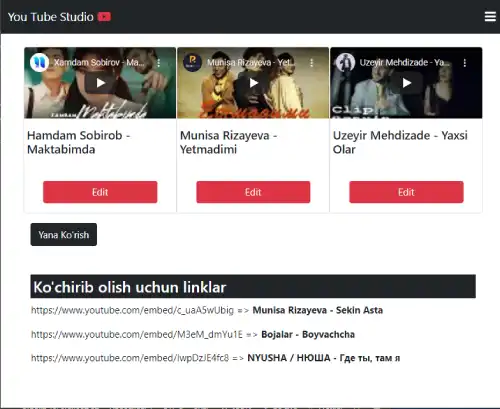 You Tube Studio
Xamdam Sobirov - Ma...
Munisa Rizayeva - Yet...
Uzeyir Mehdizade - Ya...
Maktabimda
Hamdam Sobirob - Maktabimda
Munisa Rizayeva - Yetmadimi
Uzeyir Mehdizade - Yaxsi Olar
Edit
Edit
Edit
Yana Ko'rish
Ko'chirib olish uchun linklar
https://www.youtube.com/embed/c_uaA5wUbig => Munisa Rizayeva - Sekin Asta
https://www.youtube.com/embed/M3eM_dmYu1E => Bojalar - Boyvachcha
https://www.youtube.com/embed/iwpDzJE4fc8 => NYUSHA / НЮША - Где ты, там я